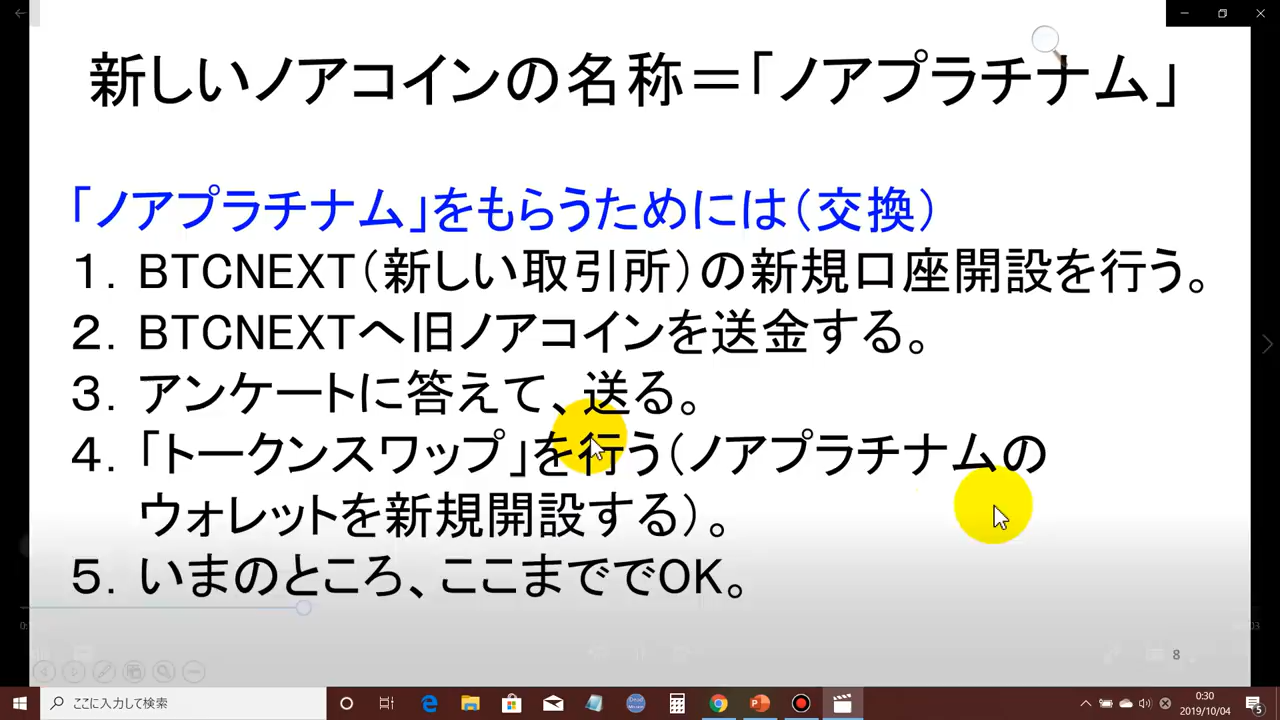 新しいノアコインの名称＝「ノアプラチナム」
「ノアプラチナム」をもらうためには（交換）
１．BTCNEXT（新しい取引所）の新規口座開設を行う。
２．BTCNEXTへ旧ノアコインを送金する。
３．アンケートに答えて、送る。
４．「トークンスワップ」を行う（ノアプラチナムの
ウォレットを新規開設する）。
５．いまのところ、ここまででOK。
8
ここに入力して検索
0:30
2019/10/04
5